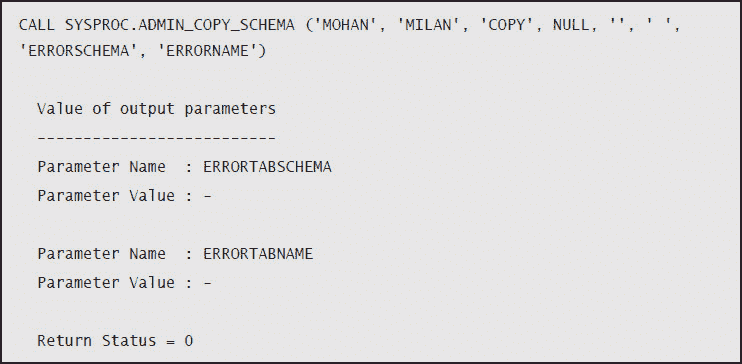 CALL SYSPROC.ADMIN_COPY_SCHEMA ('MOHAN', 'MILAN', 'COPY', NULL, '', ' ',
'ERRORSCHEMA', 'ERRORNAME')
Value of output parameters
--------------------------
Parameter Name  : ERRORTABSCHEMA
Parameter Value : -
Parameter Name  : ERRORTABNAME
Parameter Value : -
Return Status = 0